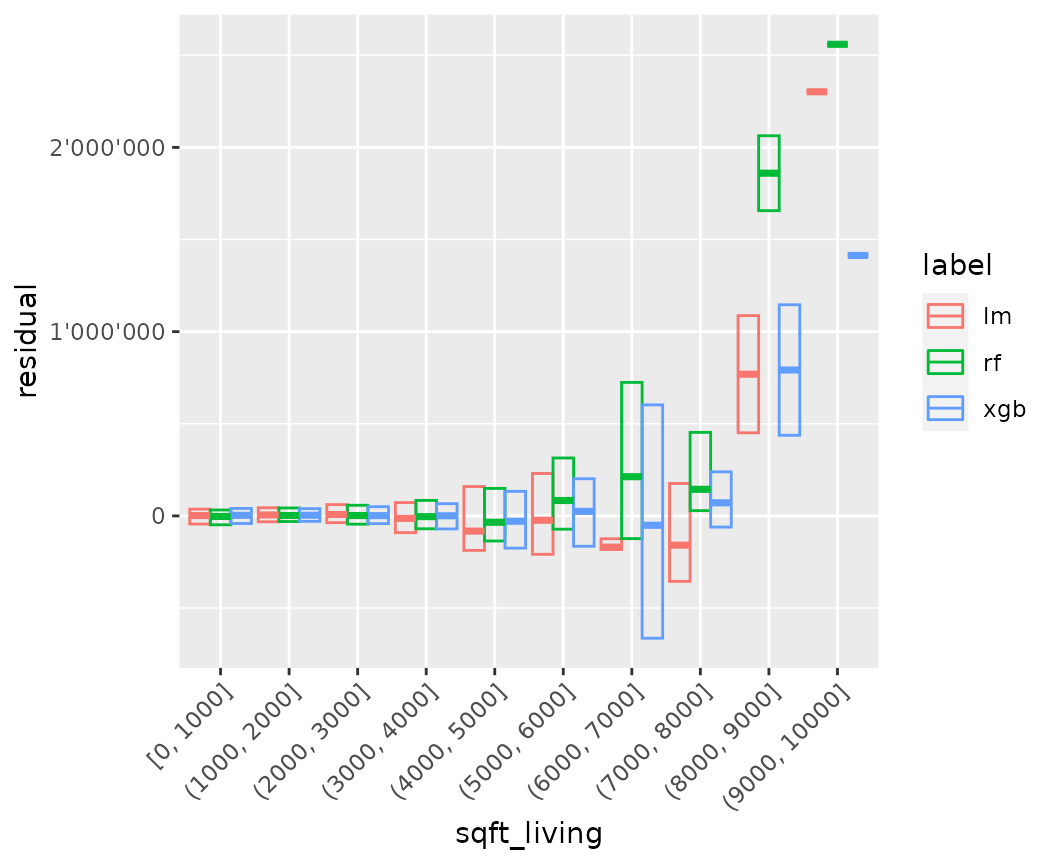 2'000'000
1'000'000
0
residual
[0, 1000]
(1000, 2000]
(2000, 3000]
(3000, 4000]
(4000, 5000]
(5000, 6000]
(6000, 7000]
(7000, 8000]
(8000, 9000]
(9000, 10000]
sqft_living
label
lm
rf
xgb